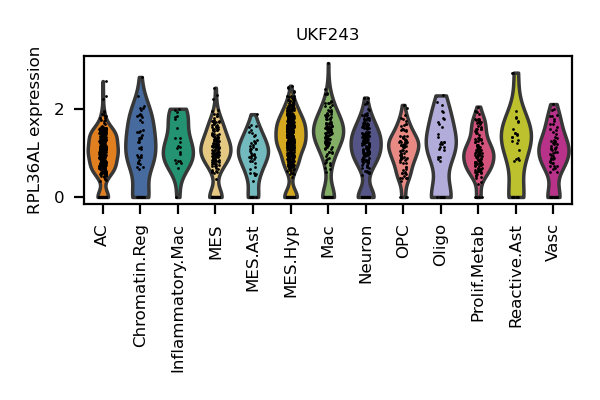 UKF243
RPL36AL expression
2
0
AC
Chromatin.Reg
Inflammatory.Mac
MES
MES.Ast
MES.Hyp
Mac
Neuron
OPC
Oligo
Prolif.Metab
Reactive.Ast
Vasc